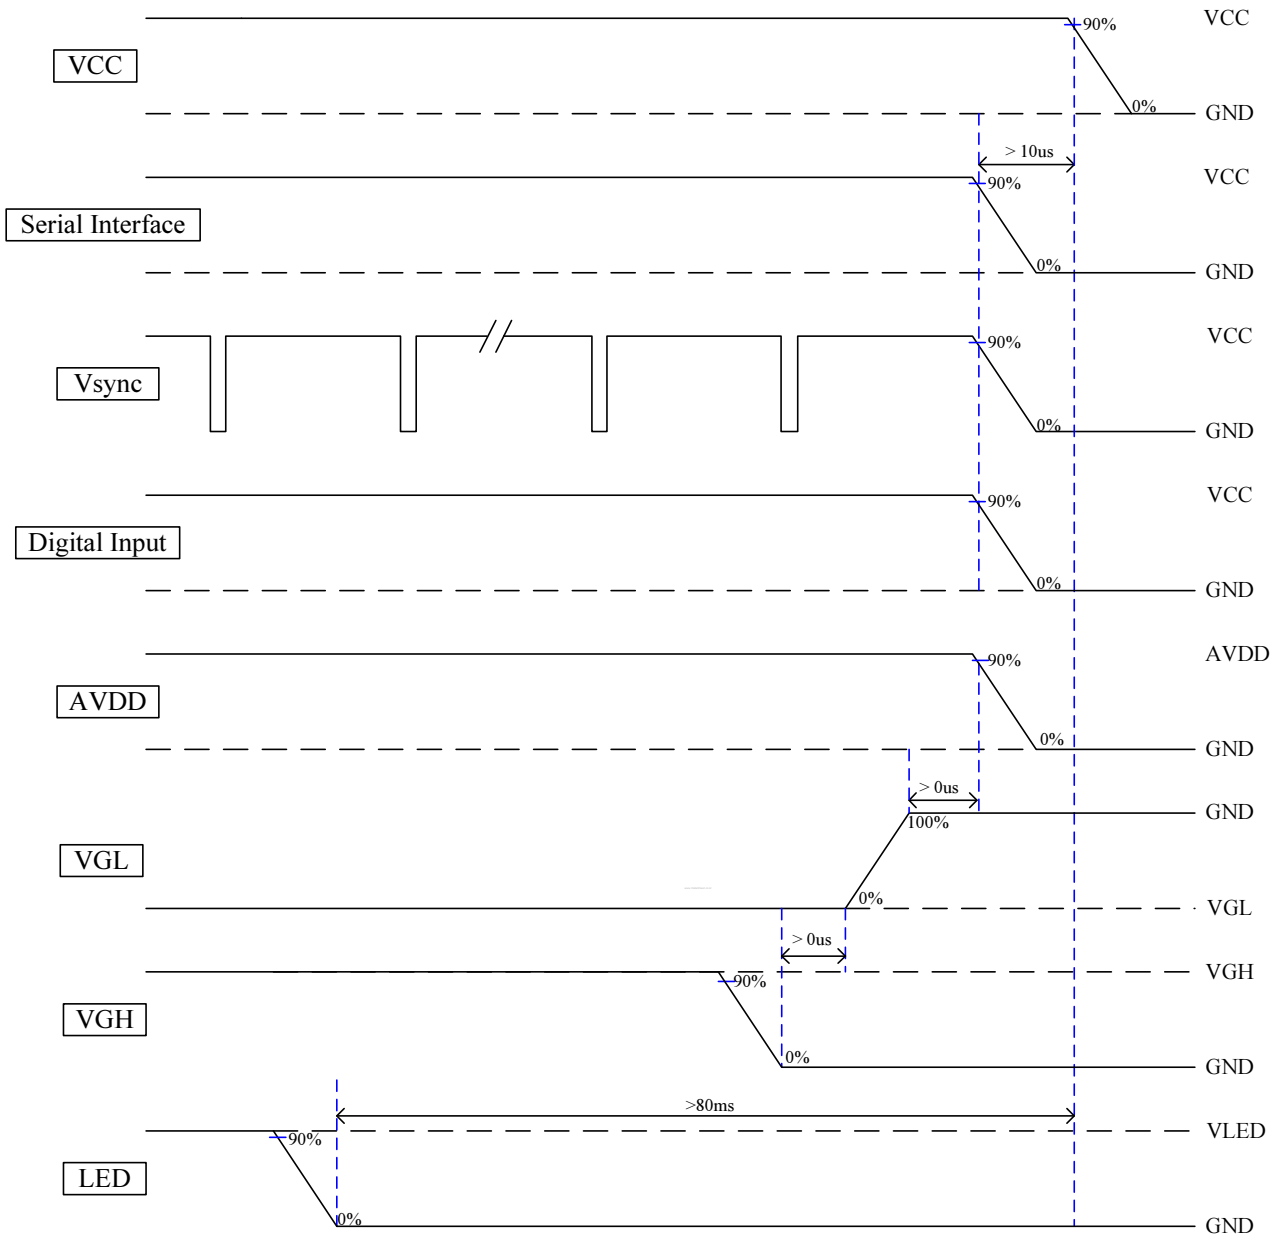 VCC
90%
VCC
0%
GND
> 10us
Serial Interface
90%
VCC
0%
GND
Vsync
90%
VCC
0%
GND
Digital Input
90%
VCC
0%
GND
AVDD
90%
AVDD
0%
GND
> 0us
VGL
100%
GND
0%
VGL
> 0us
VGH
90%
VGH
0%
GND
>80ms
LED
90%
VLED
0%
GND